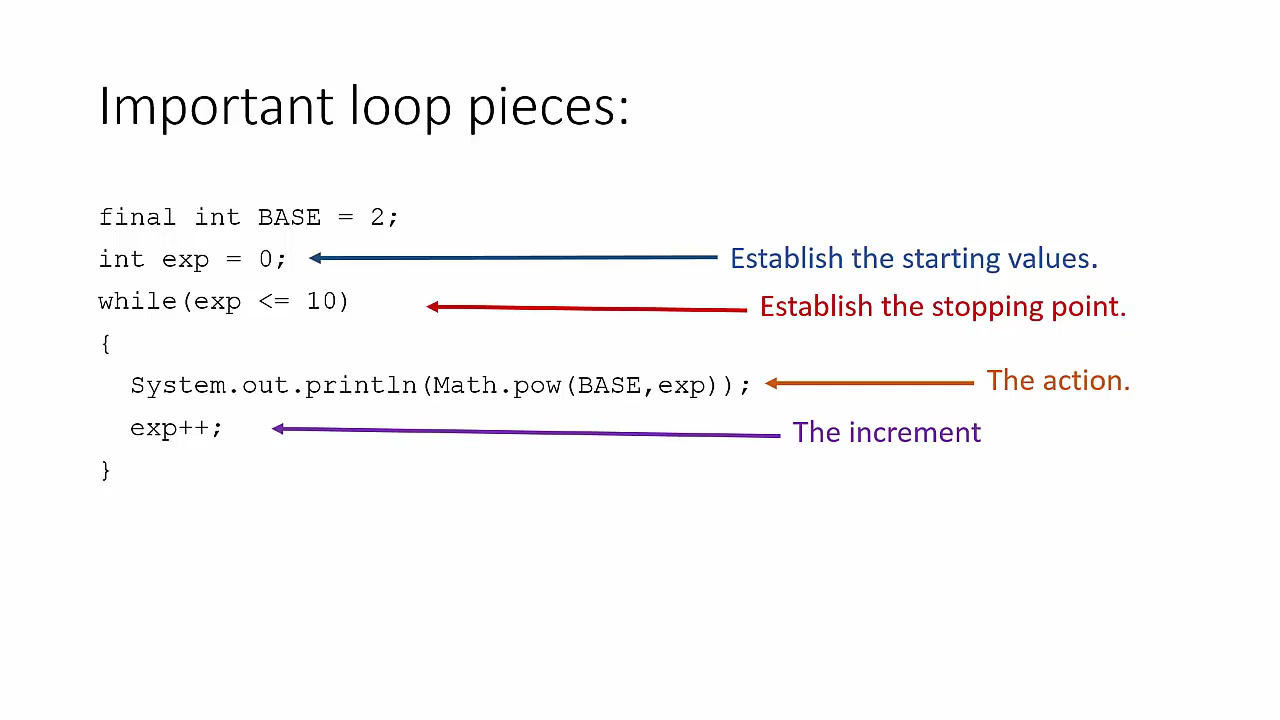 Important loop pieces:
final int BASE = 2;
int exp = 0;
Establish the starting values.
while(exp <= 10)
Establish the stopping point.
{
System.out.println(Math.pow(BASE,exp));
The action.
exp++;
The increment
}